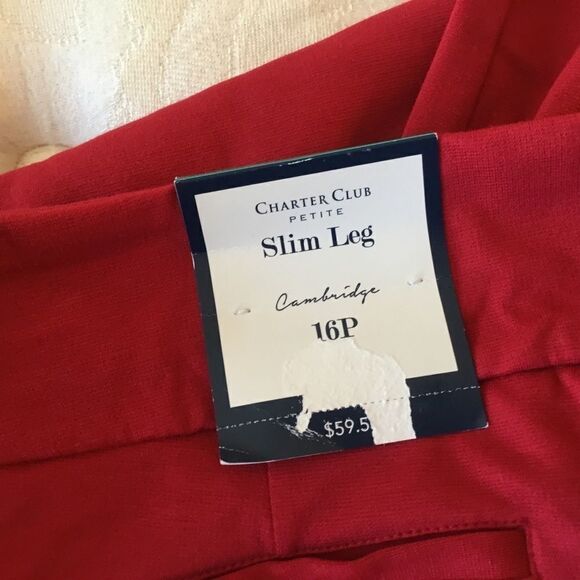 CHARTER CLUB
PETITE
Slim Leg
Cambridge
16P
$59.5